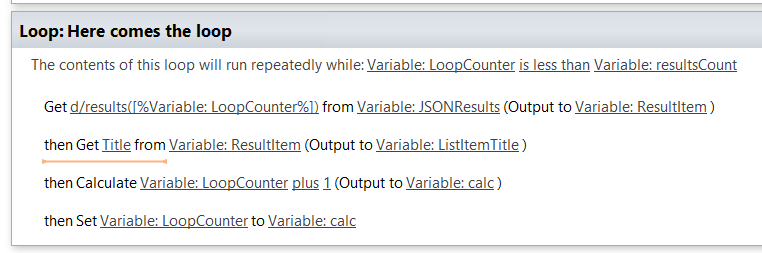 Loop: Here comes the loop
The contents of this loop will run repeatedly while: Variable: LoopCounter is less than Variable: resultsCount
Get d/results([%Variable: LoopCounter%]) from Variable: JSONResults (Output to Variable: ResultItem )
then Get Title from Variable: ResultItem (Output to Variable: ListItemTitle )
then Calculate Variable: LoopCounter plus 1 (Output to Variable: calc )
then Set Variable: LoopCounter to Variable: calc